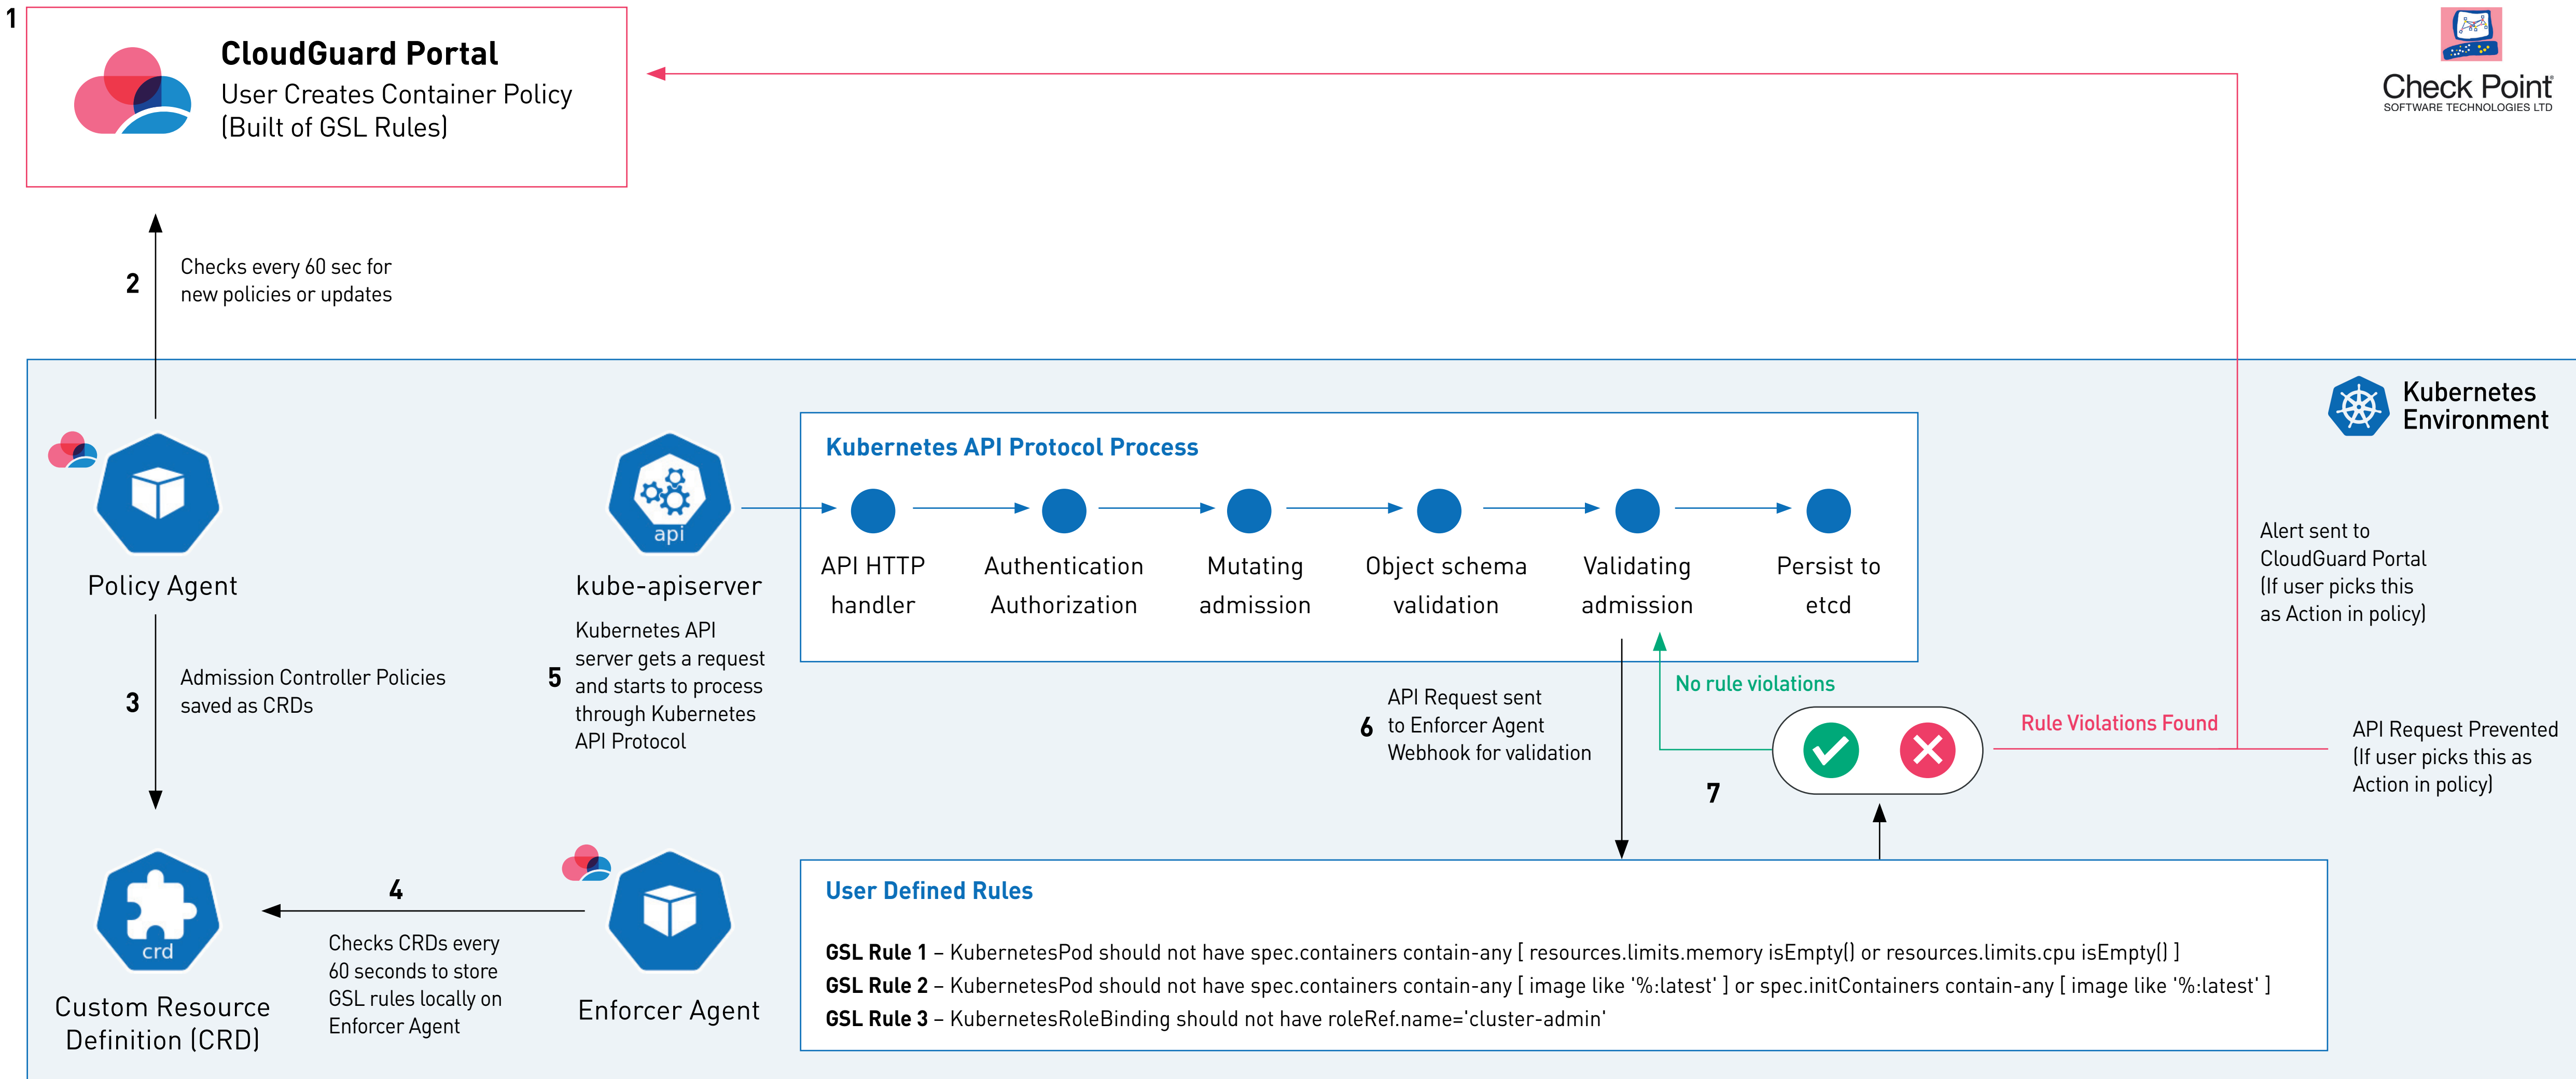 1
CloudGuard Portal
User Creates Container Policy
(Built of GSL Rules)
Check Point
SOFTWARE TECHNOLOGIES LTD
2
Checks every 60 sec for
new policies or updates
Kubernetes
Environment
Policy Agent
3
Admission Controller Policies
saved as CRDs
crd
Custom Resource
Definition (CRD)
4
Checks CRDs every
60 seconds to store
GSL rules locally on
Enforcer Agent
Enforcer Agent
api
kube-apiserver
5
Kubernetes API
server gets a request
and starts to process
through Kubernetes
API Protocol
Kubernetes API Protocol Process
API HTTP
handler
Authentication
Authorization
Mutating
admission
Object schema
validation
Validating
admission
Persist to
etcd
6
API Request sent
to Enforcer Agent
Webhook for validation
No rule violations
7
Rule Violations Found
Alert sent to
CloudGuard Portal
(If user picks this
as Action in policy)
API Request Prevented
(If user picks this as
Action in policy)
User Defined Rules
GSL Rule 1 – KubernetesPod should not have spec.containers contain-any [ resources.limits.memory isEmpty() or resources.limits.cpu isEmpty() ]
GSL Rule 2 – KubernetesPod should not have spec.containers contain-any [ image like '%:latest' ] or spec.initContainers contain-any [ image like '%:latest' ]
GSL Rule 3 – KubernetesRoleBinding should not have roleRef.name='cluster-admin'